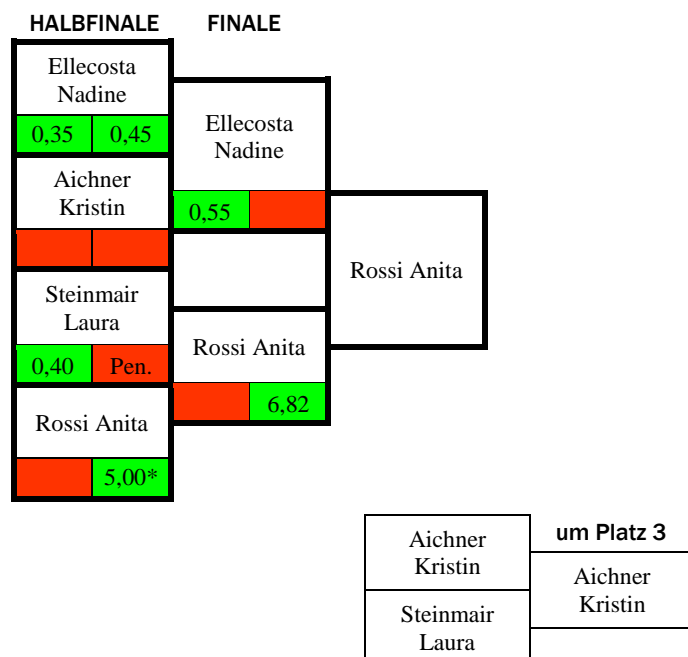 HALBFINALE FINALE
Ellecosta
Nadine
0,35 0,45
Aichner
Kristin
Steinmair
Laura
0,40 Pen.
Rossi Anita
5,00*
Ellecosta
Nadine
0,55
Rossi Anita
6,82
Rossi Anita
um Platz 3
Aichner
Kristin
Steinmair
Laura
Aichner
Kristin